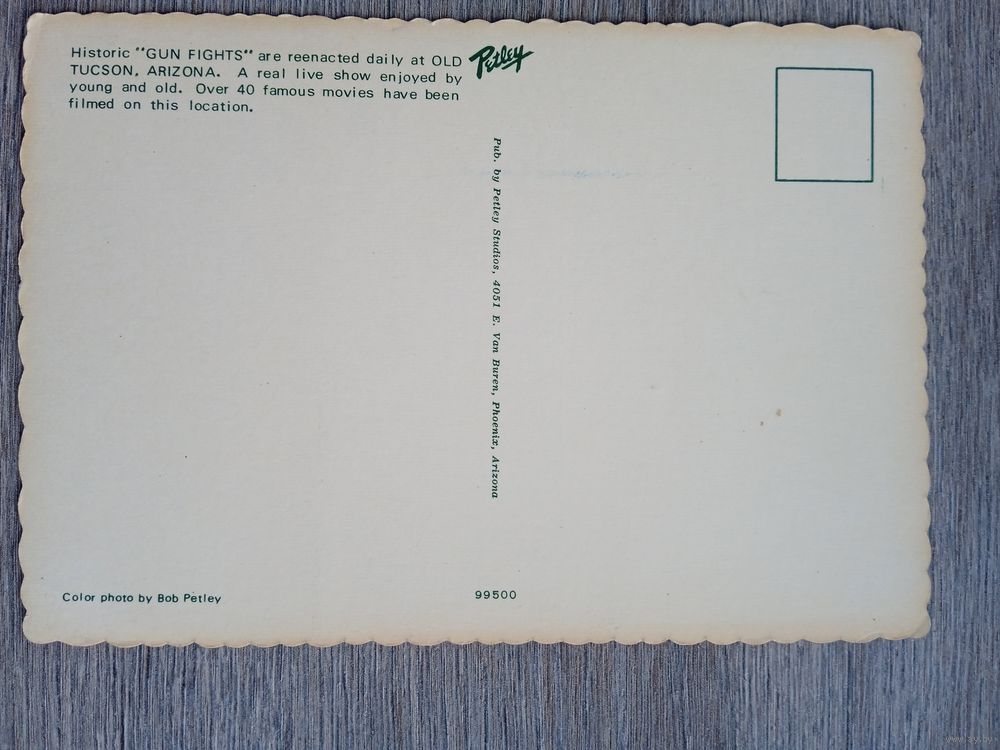 Historic "GUN FIGHTS" are reenacted daily at OLD
TUCSON, ARIZONA. A real live show enjoyed by
young and old. Over 40 famous movies have been
filmed on this location.
Petley
Pub. by Petley Studios, 4051 E. Van Buren, Phoenix, Arizona
Color photo by Bob Petley
99500